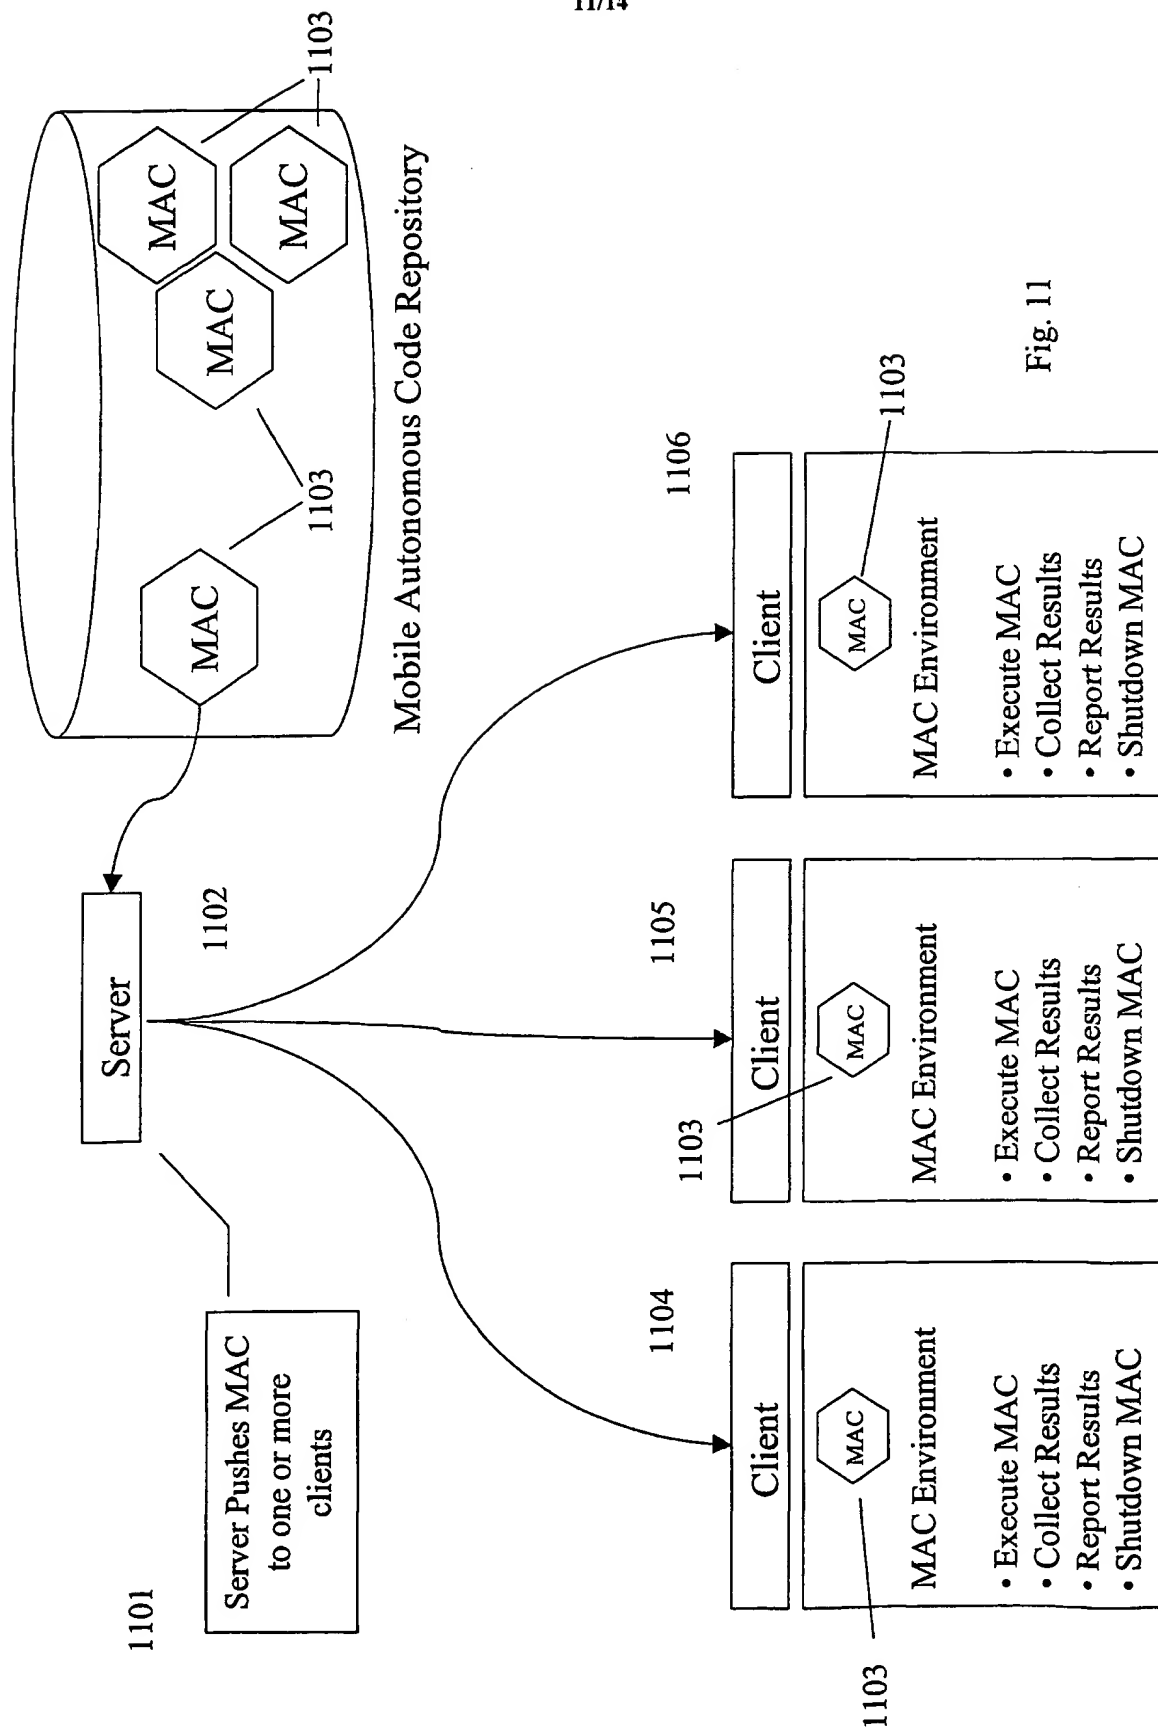 11/14
1101
Server Pushes MAC
to one or more
clients
Server
1102
MAC
1103
MAC
MAC
MAC
1103
Mobile Autonomous Code Repository
1104
Client
1103
MAC
MAC Environment
• Execute MAC
• Collect Results
• Report Results
• Shutdown MAC
1105
Client
1103
MAC
MAC Environment
• Execute MAC
• Collect Results
• Report Results
• Shutdown MAC
1106
Client
MAC
1103
MAC Environment
• Execute MAC
• Collect Results
• Report Results
• Shutdown MAC
Fig. 11